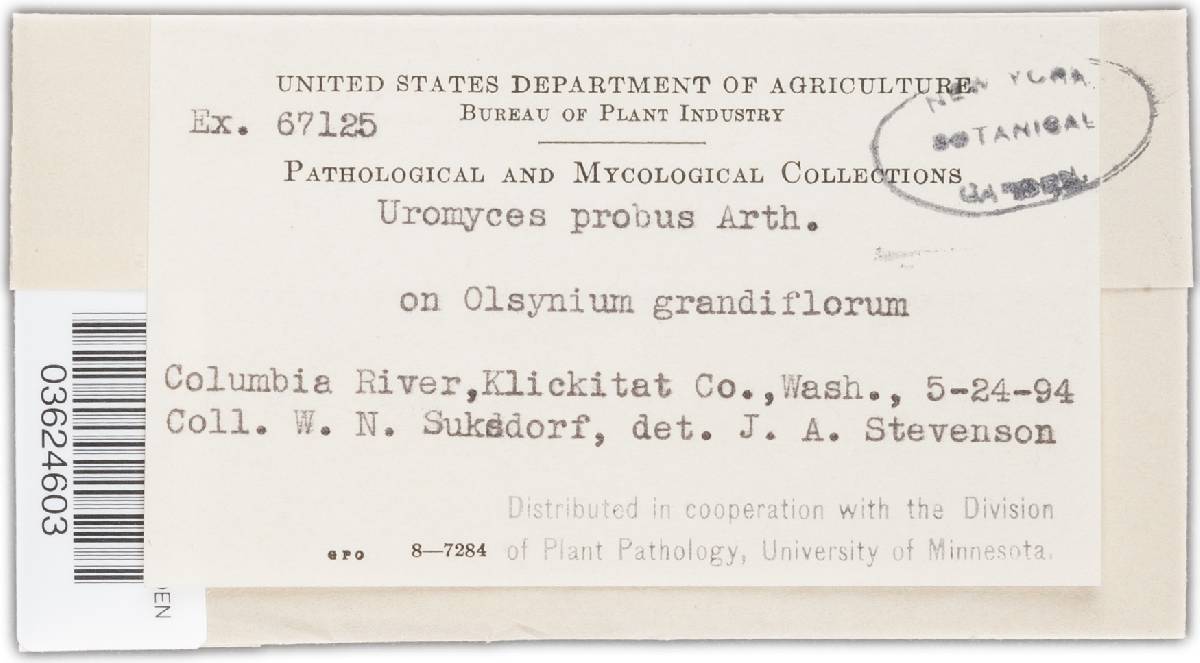 UNITED STATES DEPARTMENT OF AGRICULTURE
Ex. 67125
BUREAU OF PLANT INDUSTRY
PATHOLOGICAL AND MYCOLOGICAL COLLECTIONS
NEW YORK
BOTANICAL
GARDEN.
Uromyces probus Arth.
on Olsynium grandiflorum
Columbia River,Klickitat Co.,Wash., 5-24-94
Coll. W. N. Suksdorf, det. J. A. Stevenson
Distributed in cooperation with the Division
of Plant Pathology, University of Minnesota.
GPO 8—7284
03624603
DEN